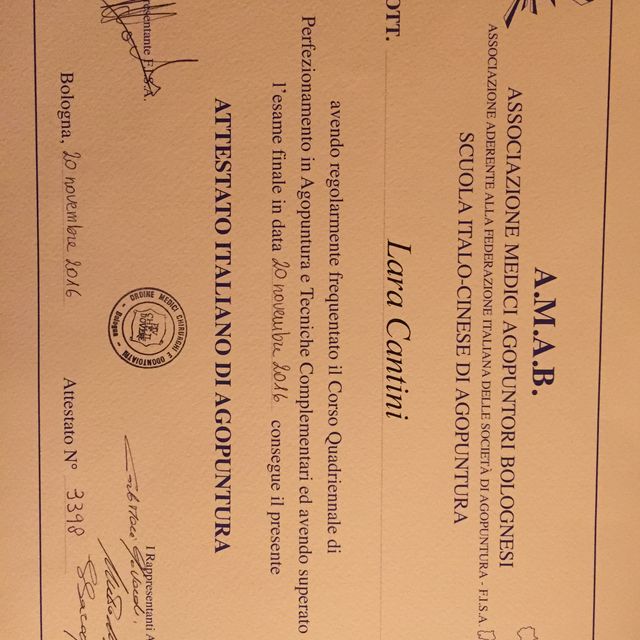 A.M.A.B.
ASSOCIAZIONE MEDICI AGOPUNTORI BOLOGNESI
ASSOCIAZIONE ADERENTE ALLA FEDERAZIONE ITALIANA DELLE SOCIETÀ DI AGOPUNTURA - F.I.S.A
SCUOLA ITALO-CINESE DI AGOPUNTURA
OTT. Lara Cantini
avendo regolarmente frequentato il Corso Quadriennale di
Perfezionamento in Agopuntura e Tecniche Complementari ed avendo superato
l'esame finale in data 20 novembre 2016 consegue il presente
ATTESTATO ITALIANO DI AGOPUNTURA
presentante F.I.S.A. I Rappresentanti A
ORDINE MEDICI CHIRURGHI E ODONTOIATRI
Bologna
Bologna, 20 novembre 2016 Attestato N° 3398